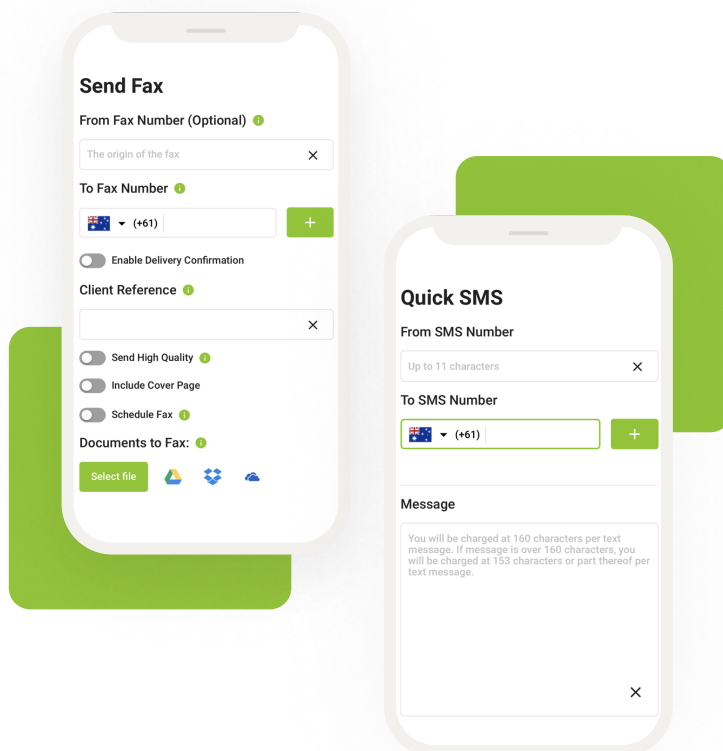 Send Fax
From Fax Number (Optional)
The origin of the fax
To Fax Number
(+61)
Enable Delivery Confirmation
Client Reference
Send High Quality
Include Cover Page
Schedule Fax
Documents to Fax:
Select file
Quick SMS
From SMS Number
Up to 11 characters
To SMS Number
(+61)
Message
You will be charged at 160 characters per text
message. If message is over 160 characters, you
will be charged at 153 characters or part thereof per
text message.